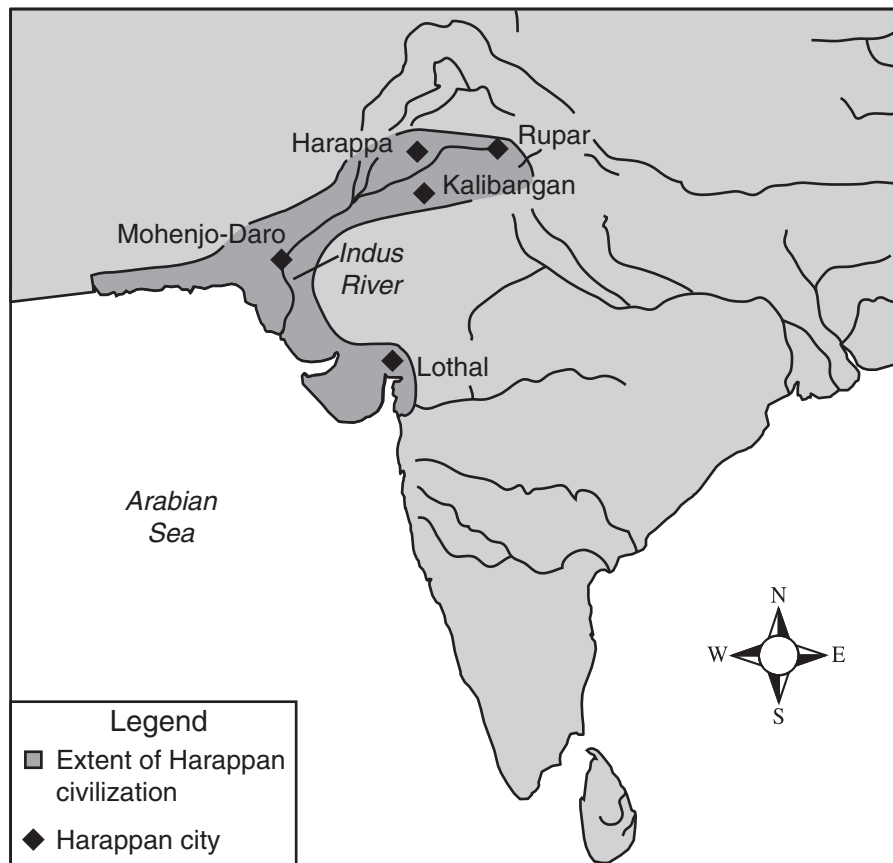 Harappa
Rupar
Kalibangan
Mohenjo-Daro
Indus
River
Lothal
Arabian
Sea
N
W
E
S
Legend
Extent of Harappan
civilization
Harappan city